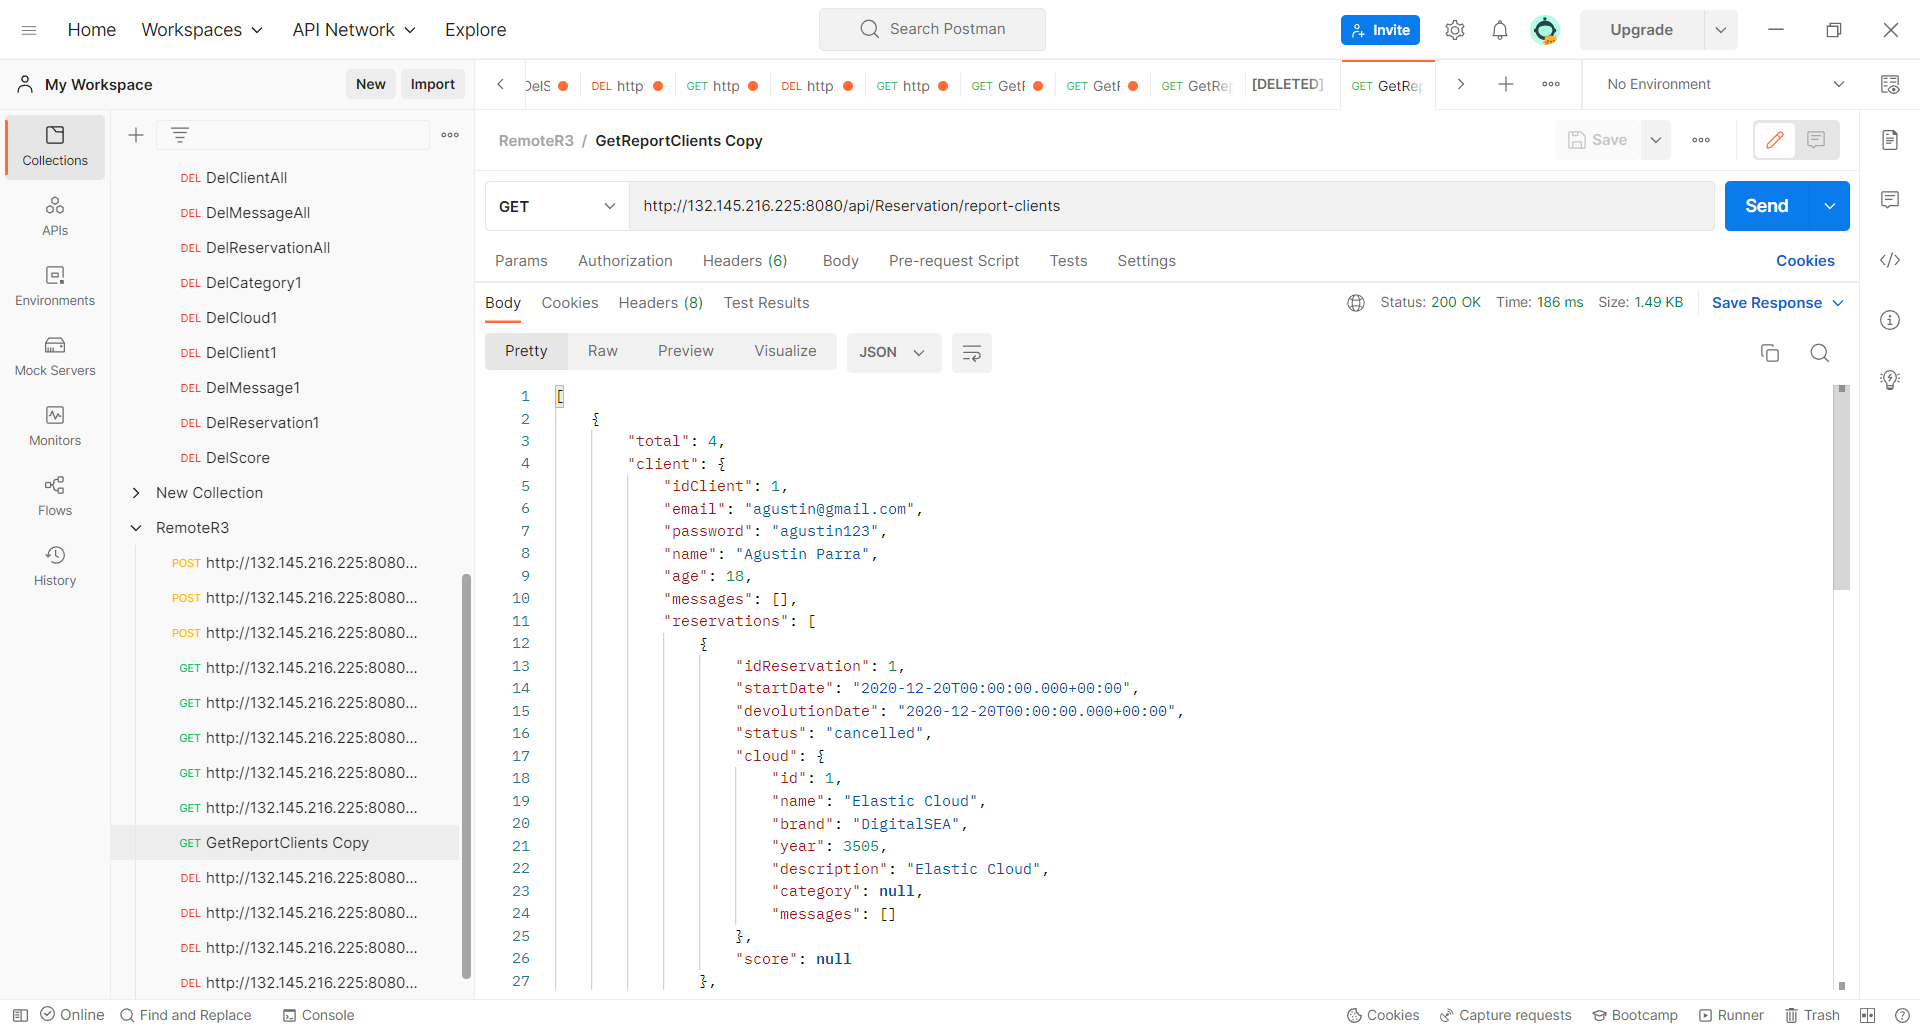 Home Workspaces API Network Explore Search Postman Invite Upgrade
My Workspace New Import
DEL http GET http DEL http GET http GET GET GET GetRep [DELETED] GET GetRep No Environment
Collections
APIs
Environments
Mock Servers
Monitors
Flows
History
DEL DelClientAll
DEL DelMessageAll
DEL DelReservationAll
DEL DelCategory1
DEL DelCloud1
DEL DelClient1
DEL DelMessage1
DEL DelReservation1
DEL DelScore
New Collection
RemoteR3
POST http://132.145.216.225:8080...
POST http://132.145.216.225:8080...
POST http://132.145.216.225:8080...
GET http://132.145.216.225:8080...
GET http://132.145.216.225:8080...
GET http://132.145.216.225:8080...
GET http://132.145.216.225:8080...
GET http://132.145.216.225:8080...
GET GetReportClients Copy
DEL http://132.145.216.225:8080...
DEL http://132.145.216.225:8080...
DEL http://132.145.216.225:8080...
DEL http://132.145.216.225:8080...
RemoteR3 / GetReportClients Copy Save
GET http://132.145.216.225:8080/api/Reservation/report-clients Send
Params Authorization Headers (6) Body Pre-request Script Tests Settings Cookies
Body Cookies Headers (8) Test Results Status: 200 OK Time: 186 ms Size: 1.49 KB Save Response
Pretty Raw Preview Visualize JSON
1 [
2 {
3 "total": 4,
4 "client": {
5 "idClient": 1,
6 "email": "agustin@gmail.com",
7 "password": "agustin123",
8 "name": "Agustin Parra",
9 "age": 18,
10 "messages": [],
11 "reservations": [
12 {
13 "idReservation": 1,
14 "startDate": "2020-12-20T00:00:00.000+00:00",
15 "devolutionDate": "2020-12-20T00:00:00.000+00:00",
16 "status": "cancelled",
17 "cloud": {
18 "id": 1,
19 "name": "Elastic Cloud",
20 "brand": "DigitalSEA",
21 "year": 3505,
22 "description": "Elastic Cloud",
23 "category": null,
24 "messages": []
25 },
26 "score": null
27 },
Online Find and Replace Console Cookies Capture requests Bootcamp Runner Trash